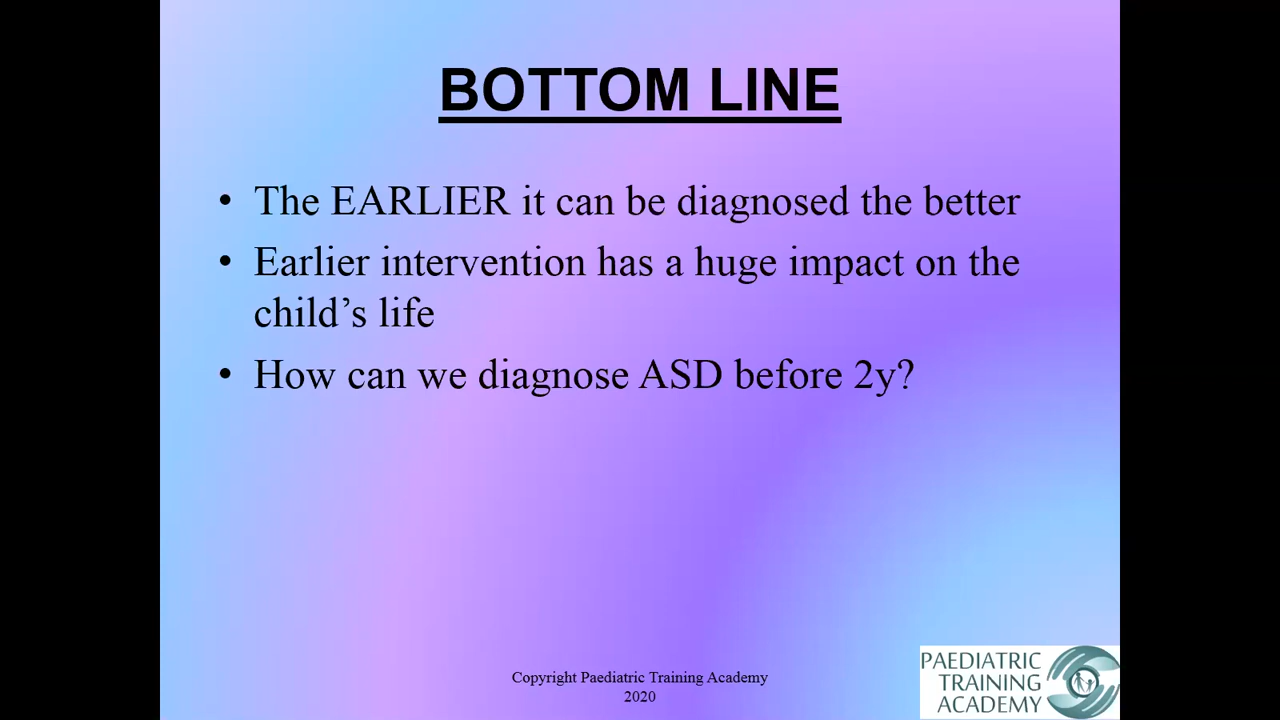 BOTTOM LINE
• The EARLIER it can be diagnosed the better
• Earlier intervention has a huge impact on the
child’s life
• How can we diagnose ASD before 2y?
Copyright Paediatric Training Academy
2020
PAEDIATRIC
TRAINING
ACADEMY